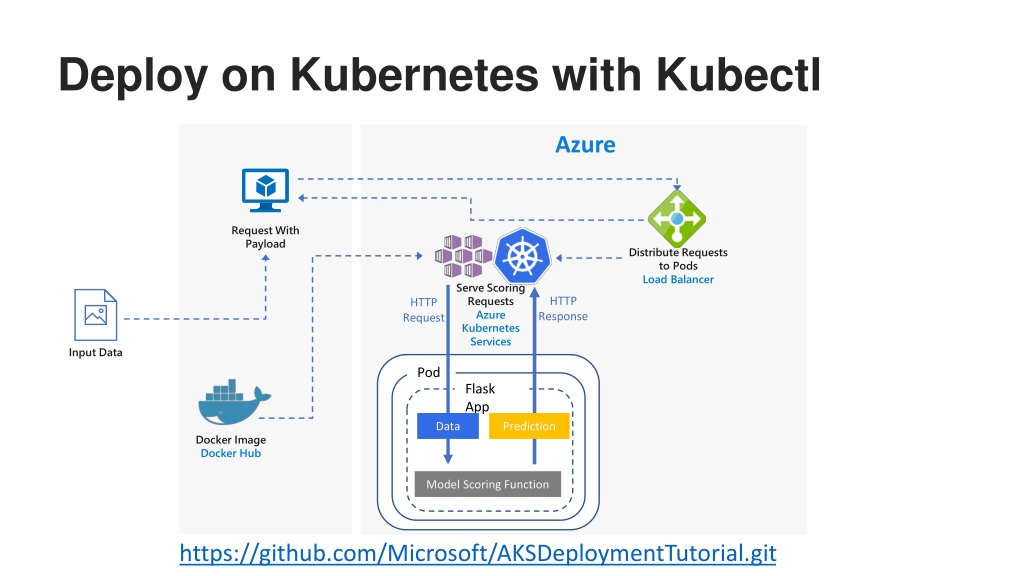 Deploy on Kubernetes with Kubectl
Azure
Request With
Payload
Distribute Requests
to Pods
Load Balancer
Serve Scoring
Requests
Azure
Kubernetes
Services
HTTP
Request
HTTP
Response
Input Data
Pod
Flask
App
Data
Prediction
Model Scoring Function
Docker Image
Docker Hub
https://github.com/Microsoft/AKSDeploymentTutorial.git